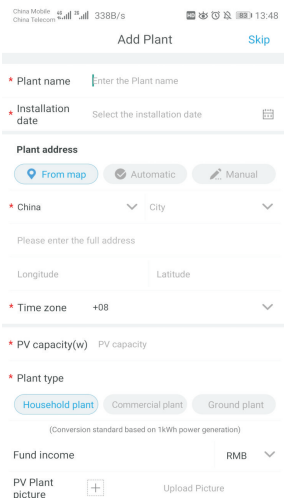 China Mobile 338B/s HD 83 13:48
China Telecom
Add Plant Skip
* Plant name Enter the Plant name
* Installation date Select the installation date
Plant address
From map Automatic Manual
* China City
Please enter the full address
Longitude Latitude
* Time zone +08
* PV capacity(w) PV capacity
* Plant type
Household plant Commercial plant Ground plant
(Conversion standard based on 1kWh power generation)
Fund income RMB
PV Plant picture Upload Picture